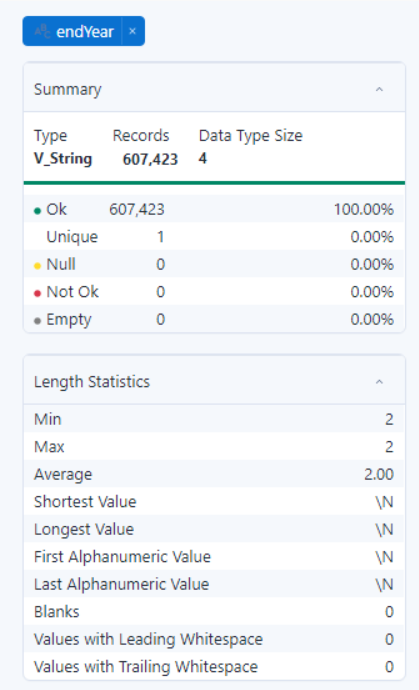 endYear ×
Summary
Type Records Data Type Size
V_String 607,423 4
Ok 607,423 100.00%
Unique 1 0.00%
Null 0 0.00%
Not Ok 0 0.00%
Empty 0 0.00%
Length Statistics
Min 2
Max 2
Average 2.00
Shortest Value \N
Longest Value \N
First Alphanumeric Value \N
Last Alphanumeric Value \N
Blanks 0
Values with Leading Whitespace 0
Values with Trailing Whitespace 0